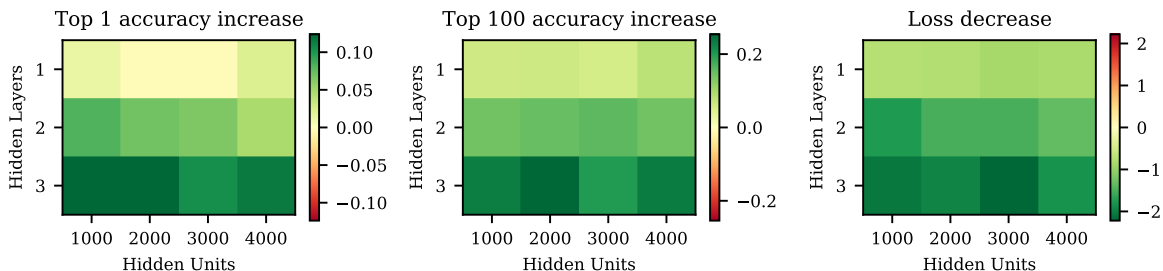 Top 1 accuracy increase
Hidden Layers
1
2
3
1000 2000 3000 4000
Hidden Units
0.10
0.05
0.00
−0.05
−0.10
Top 100 accuracy increase
Hidden Layers
1
2
3
1000 2000 3000 4000
Hidden Units
0.2
0.0
−0.2
Loss decrease
Hidden Layers
1
2
3
1000 2000 3000 4000
Hidden Units
2
1
0
−1
−2